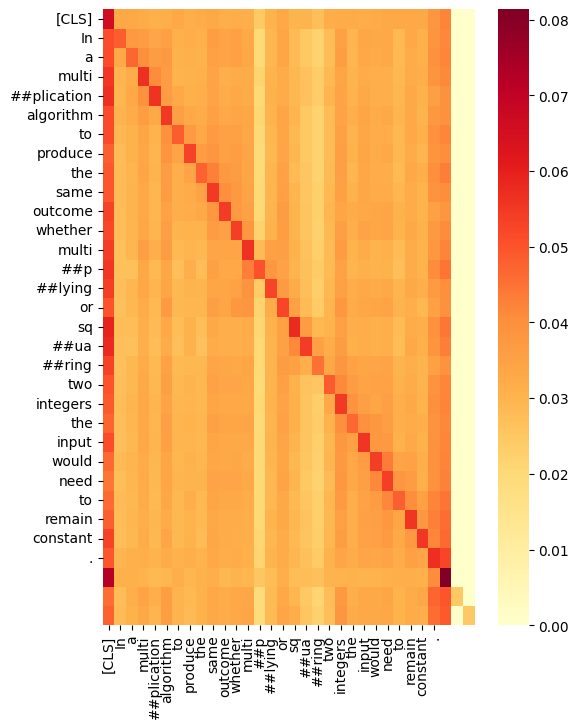 [CLS]
In
a
multi
##plication
algorithm
to
produce
the
same
outcome
whether
multi
##p
##lying
or
sq
##ua
##ring
two
integers
the
input
would
need
to
remain
constant
.
0.08
0.07
0.06
0.05
0.04
0.03
0.02
0.01
0.00
[CLS]
In
a
multi
##plication
algorithm
to
produce
the
same
outcome
whether
multi
##p
##lying
or
sq
##ua
##ring
two
integers
the
input
would
need
to
remain
constant
.